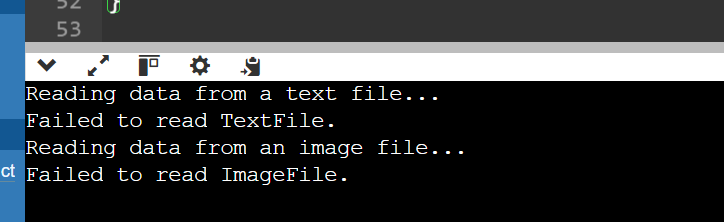 52 }
53
Reading data from a text file...
Failed to read TextFile.
Reading data from an image file...
ct
Failed to read ImageFile.